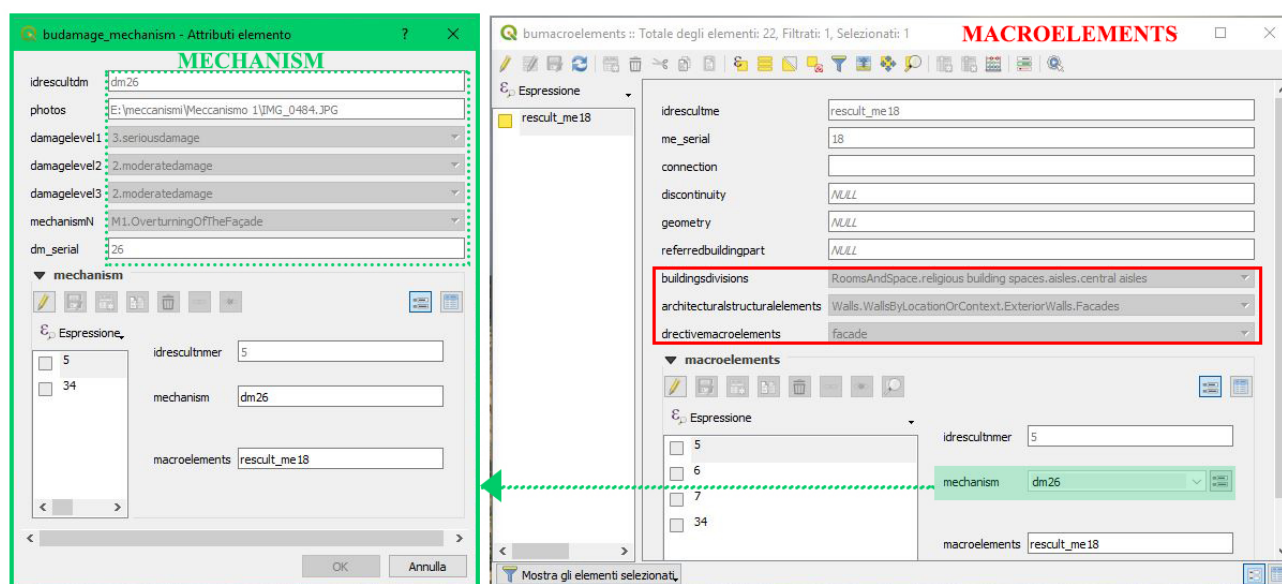 budamage_mechanism - Attributi elemento
MECHANISM
idrescultdm dm26
photos E:\meccanismi\Meccanismo 1\IMG_0484.JPG
damagelevel1 3.seriousdamage
damagelevel2 2.moderatedamage
damagelevel3 2.moderatedamage
mechanismN M1.OverturningOfTheFaçade
dm_serial 26
mechanism
Espressione
5
34
idrescultnmer 5
mechanism dm26
macroelements rescult_me18
OK Annulla
bumacroelements :: Totale degli elementi: 22, Filtrati: 1, Selezionati: 1
MACROELEMENTS
Espressione
rescult_me18
idrescultme rescult_me18
me_serial 18
connection
discontinuity NULL
geometry NULL
referredbuildingpart NULL
buildingsdivisions RoomsAndSpace.religious building spaces.aisles.central aisles
architecturalstructuralelements Walls.WallsByLocationOrContext.ExteriorWalls.Facades
drectivemacroelements facade
macroelements
Espressione
5
6
7
34
idrescultnmer 5
mechanism dm26
macroelements rescult_me18
Mostra gli elementi selezionati